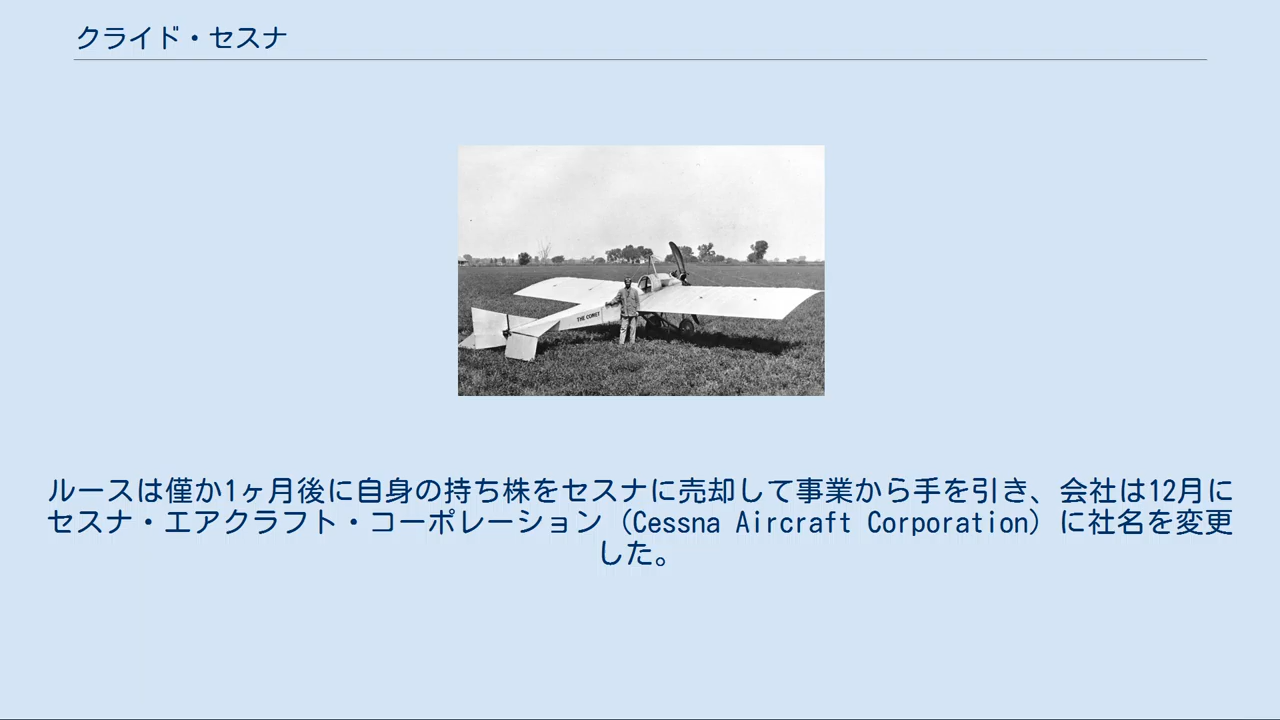 クライド・セスナ
THE COMET
ルースは僅か1ヶ月後に自身の持ち株をセスナに売却して事業から手を引き、会社は12月に
セスナ・エアクラフト・コーポレーション（Cessna Aircraft Corporation）に社名を変更
した。